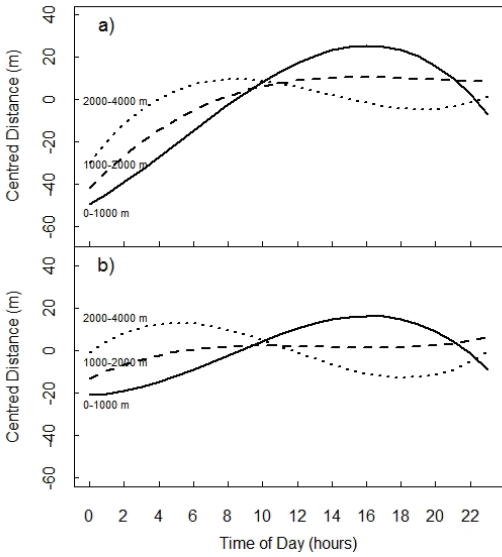 a)
40
20
0
-20
-40
-60
Centred Distance (m)
2000-4000 m
1000-2000 m
0-1000 m
b)
40
20
0
-20
-40
-60
Centred Distance (m)
2000-4000 m
1000-2000 m
0-1000 m
0 2 4 6 8 10 12 14 16 18 20 22
Time of Day (hours)